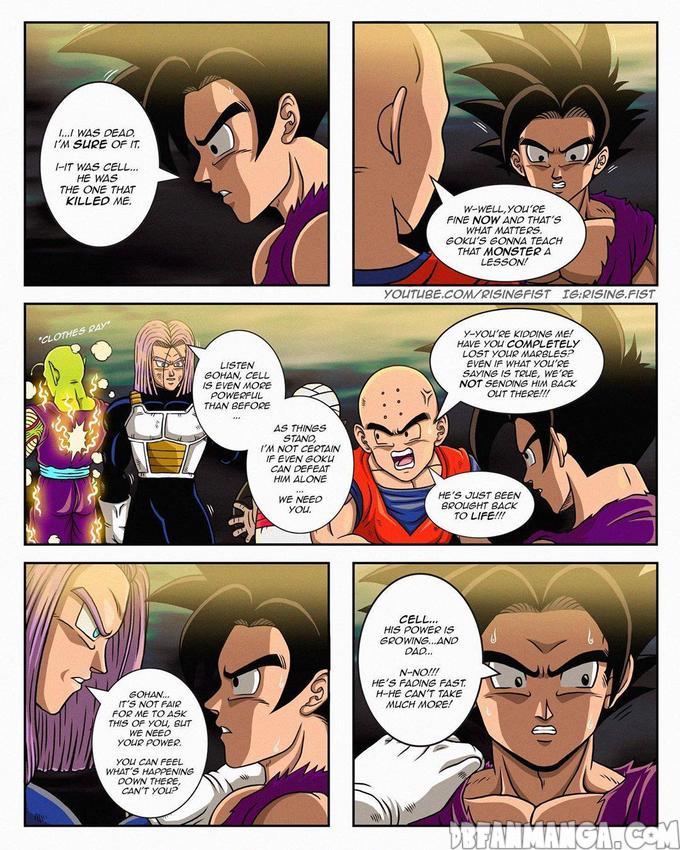 I...I WAS DEAD.
I'M SURE OF IT.
I-IT WAS CELL...
HE WAS
THE ONE THAT
KILLED ME.
W-WELL, YOU'RE
FINE NOW AND THAT'S
WHAT MATTERS.
GOKU'S GONNA TEACH
THAT MONSTER A
LESSON!
YOUTUBE.COM/RISINGFIST IG:RISING.FIST
"CLOTHES RAY"
LISTEN
GOHAN, CELL
IS EVEN MORE
POWERFUL
THAN BEFORE
...
AS THINGS
STAND,
I'M NOT CERTAIN
IF EVEN GOKU
CAN DEFEAT
HIM ALONE
...
WE NEED
YOU.
Y-YOU'RE KIDDING ME!
HAVE YOU COMPLETELY
LOST YOUR MARBLES?
EVEN IF WHAT YOU'RE
SAYING IS TRUE, WE'RE
NOT SENDING HIM BACK
OUT THERE!!!
HE'S JUST BEEN
BROUGHT BACK
TO LIFE!!!
GOHAN...
IT'S NOT FAIR
FOR ME TO ASK
THIS OF YOU, BUT
WE NEED
YOUR POWER.
YOU CAN FEEL
WHAT'S HAPPENING
DOWN THERE,
CAN'T YOU?
CELL...
HIS POWER IS
GROWING...AND
DAD...
N-NO!!!
HE'S FADING FAST.
H-HE CAN'T TAKE
MUCH MORE!
DBFANMANGA.COM